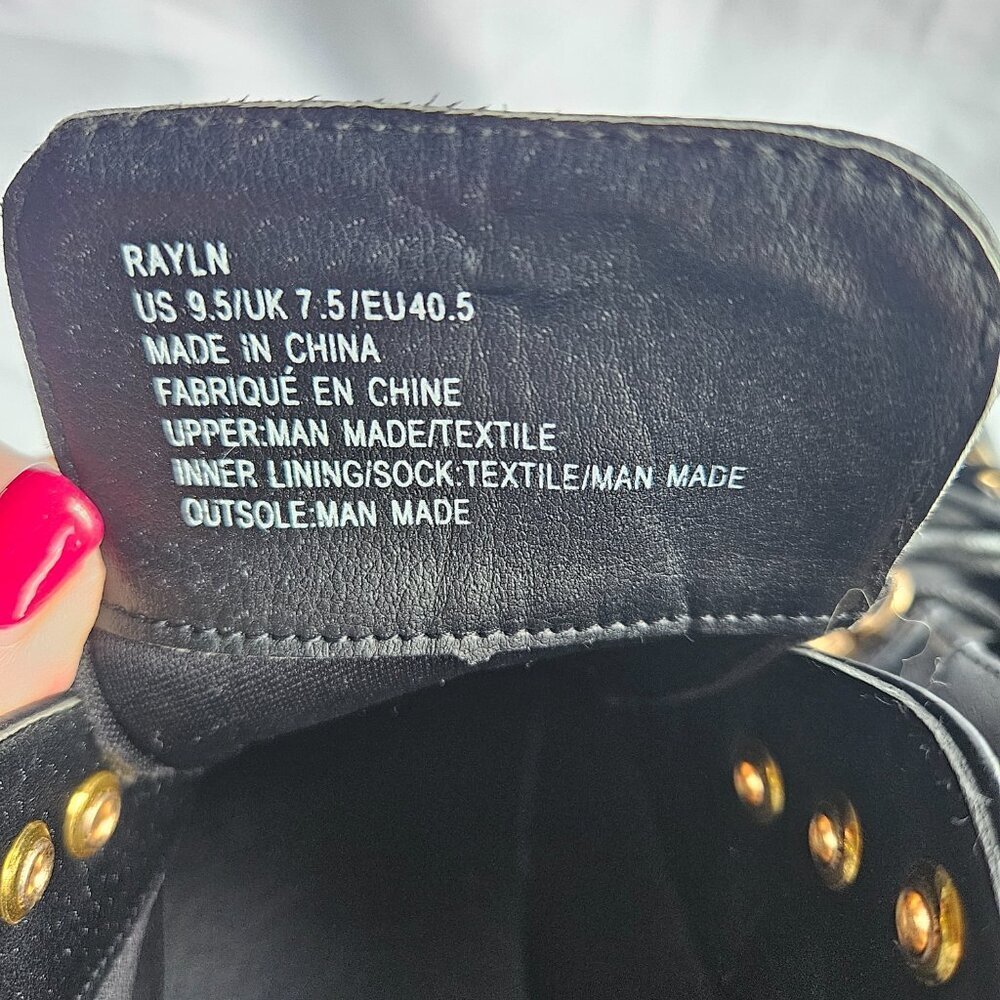 RAYLN
US 9.5/UK 7.5/EU40.5
MADE IN CHINA
FABRIQUÉ EN CHINE
UPPER:MAN MADE/TEXTILE
INNER LINING/SOCK:TEXTILE/MAN MADE
OUTSOLE:MAN MADE